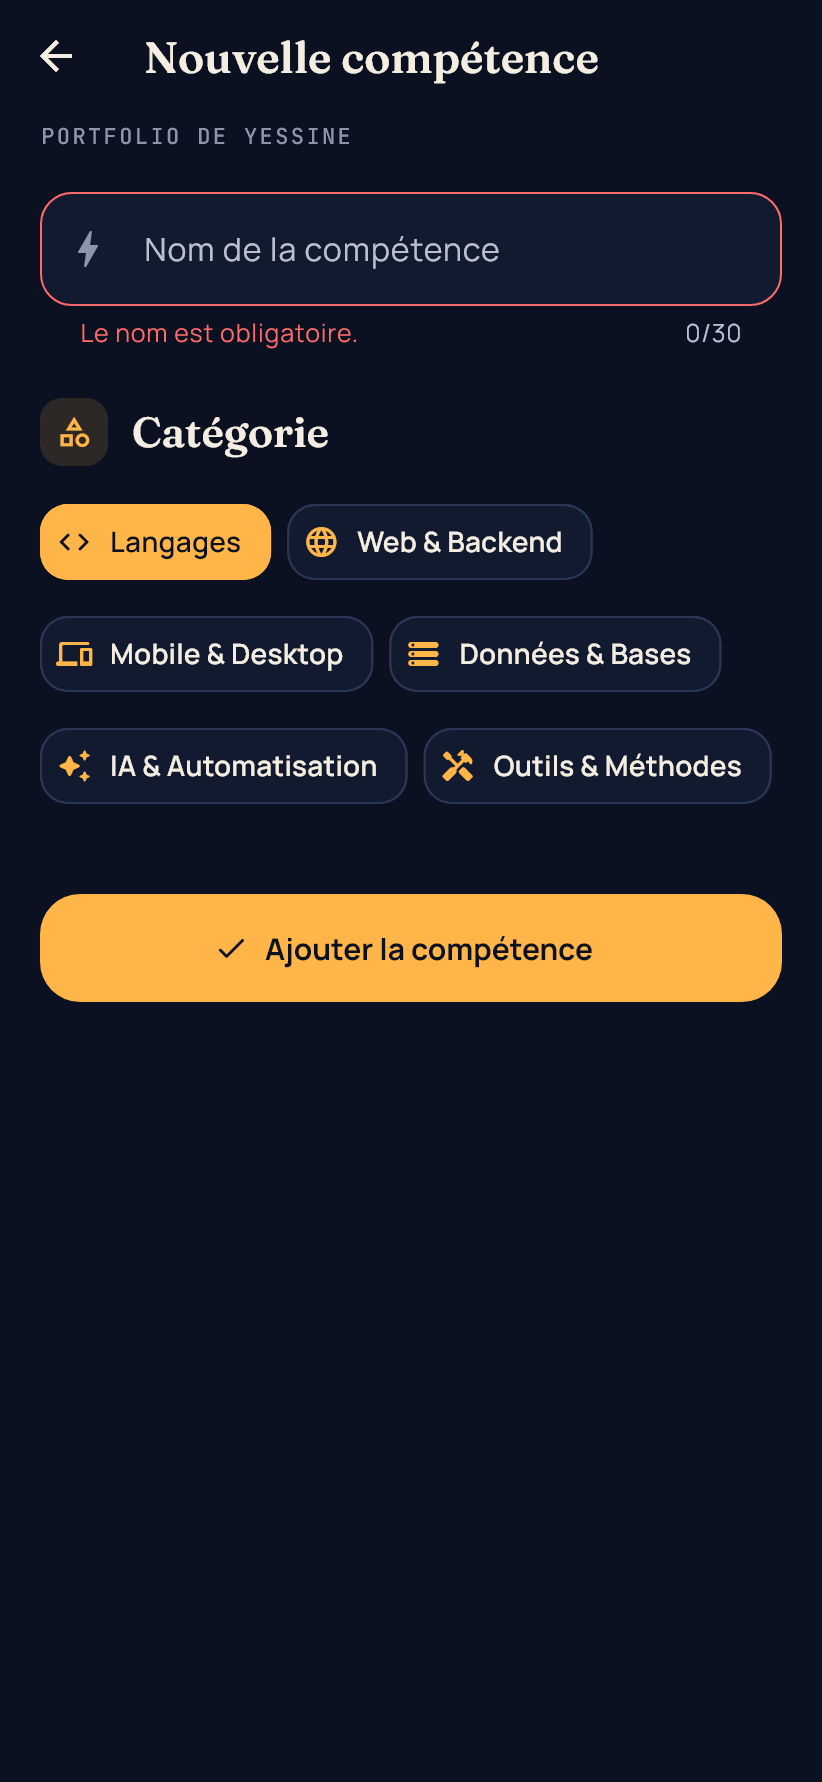 Nouvelle compétence
PORTFOLIO DE YESSINE
Nom de la compétence
Le nom est obligatoire. 0/30
Catégorie
Langages Web & Backend
Mobile & Desktop Données & Bases
IA & Automatisation Outils & Méthodes
Ajouter la compétence